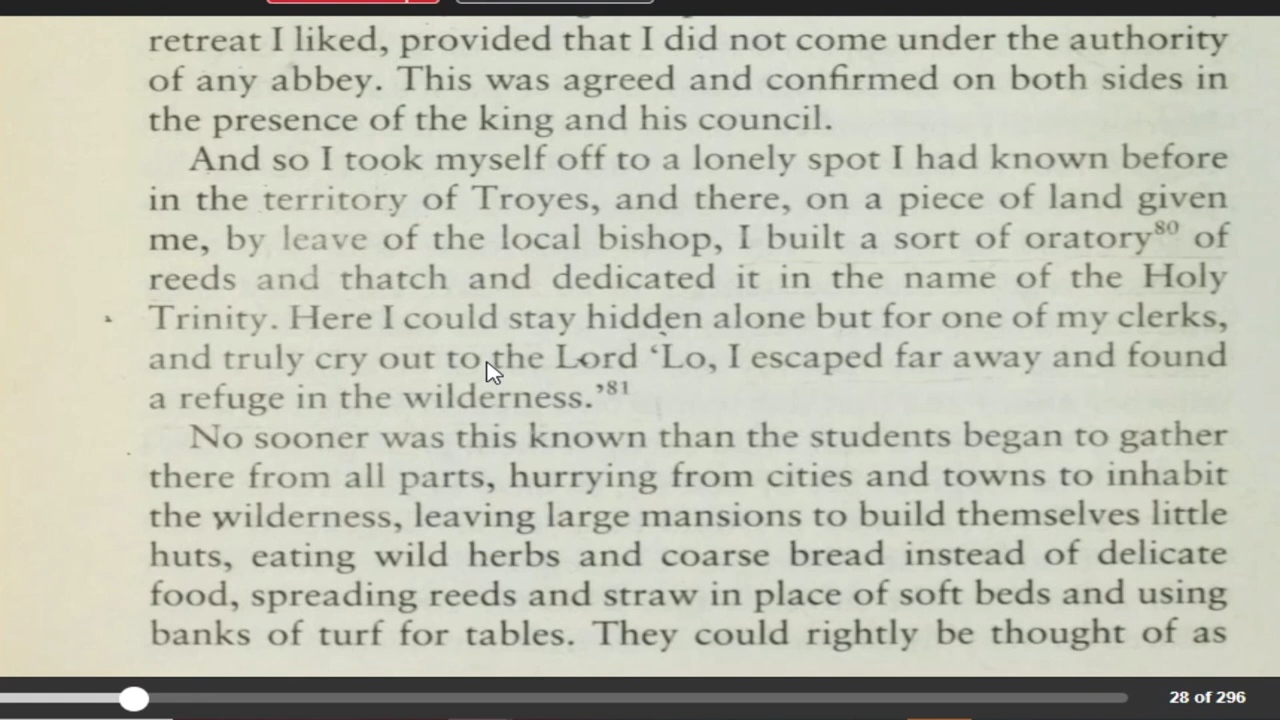 retreat I liked, provided that I did not come under the authority
of any abbey. This was agreed and confirmed on both sides in
the presence of the king and his council.
And so I took myself off to a lonely spot I had known before
in the territory of Troyes, and there, on a piece of land given
me, by leave of the local bishop, I built a sort of oratory⁸⁰ of
reeds and thatch and dedicated it in the name of the Holy
Trinity. Here I could stay hidden alone but for one of my clerks,
and truly cry out to the Lord ‘Lo, I escaped far away and found
a refuge in the wilderness.’⁸¹
No sooner was this known than the students began to gather
there from all parts, hurrying from cities and towns to inhabit
the wilderness, leaving large mansions to build themselves little
huts, eating wild herbs and coarse bread instead of delicate
food, spreading reeds and straw in place of soft beds and using
banks of turf for tables. They could rightly be thought of as
28 of 296